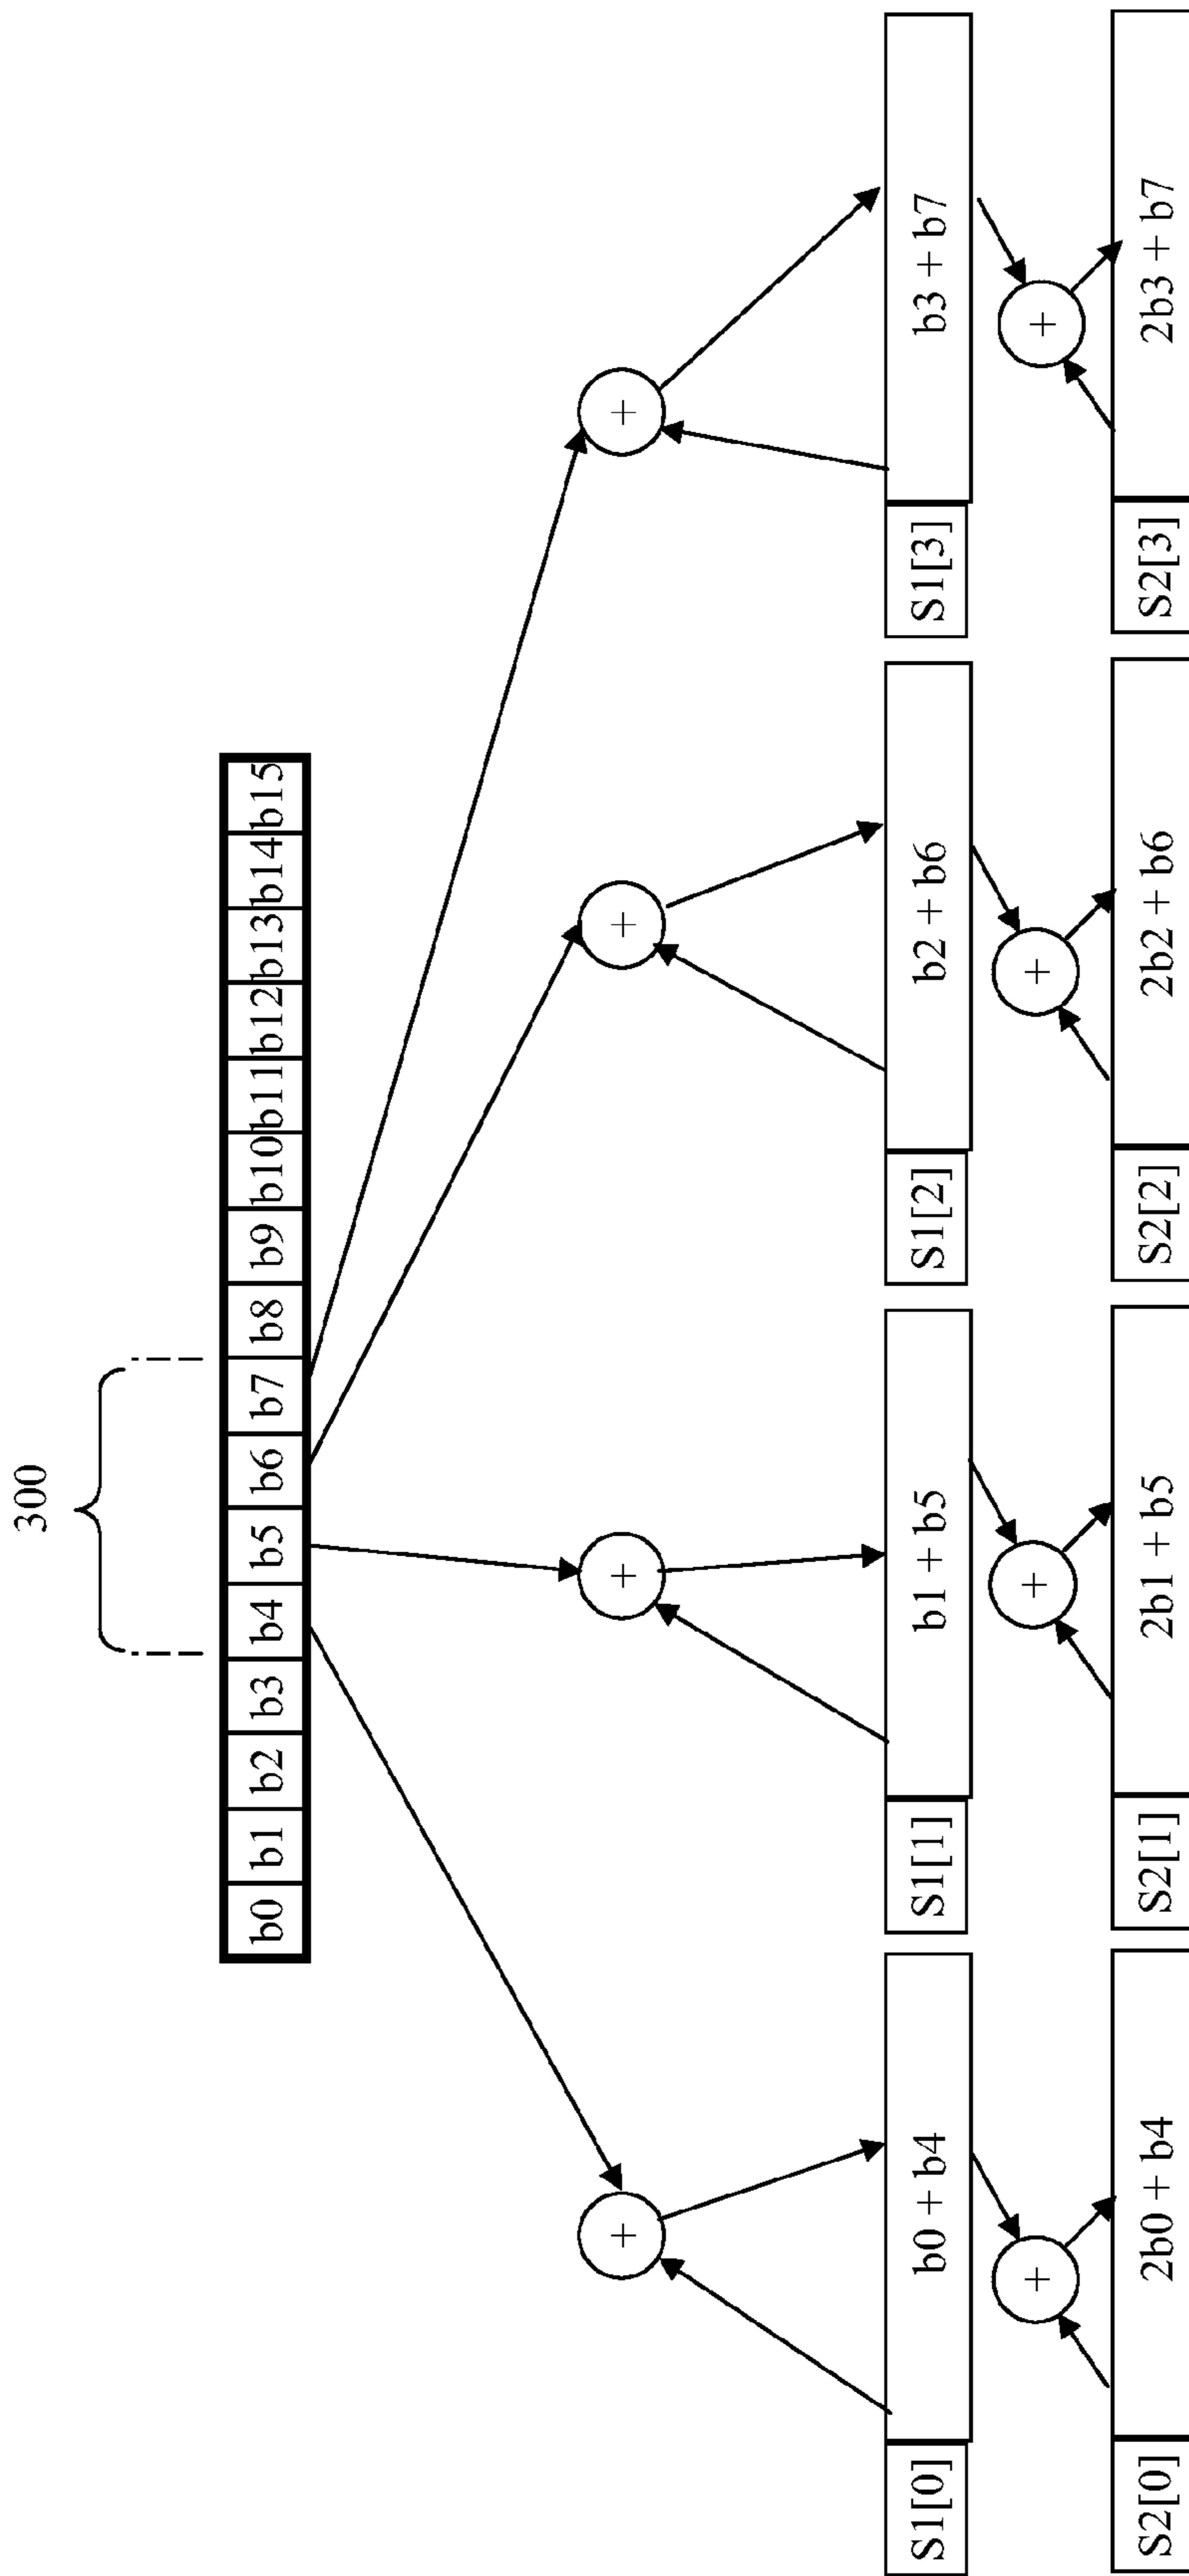 300
b0 b1 b2 b3 b4 b5 b6 b7 b8 b9 b10 b11 b12 b13 b14 b15
+ + + +
S1[0] b0 + b4 S1[1] b1 + b5 S1[2] b2 + b6 S1[3] b3 + b7
+ + + +
S2[0] 2b0 + b4 S2[1] 2b1 + b5 S2[2] 2b2 + b6 S2[3] 2b3 + b7